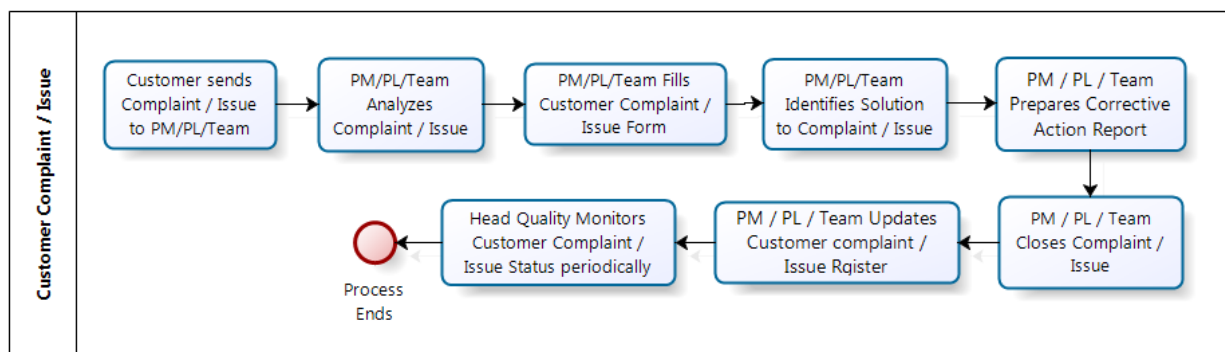 Customer Complaint / Issue
Customer sends
Complaint / Issue
to PM/PL/Team
PM/PL/Team
Analyzes
Complaint / Issue
PM/PL/Team Fills
Customer Complaint /
Issue Form
PM/PL/Team
Identifies Solution
to Complaint / Issue
PM / PL / Team
Prepares Corrective
Action Report
PM / PL / Team
Closes Complaint /
Issue
PM / PL / Team Updates
Customer complaint /
Issue Rgister
Head Quality Monitors
Customer Complaint /
Issue Status periodically
Process
Ends